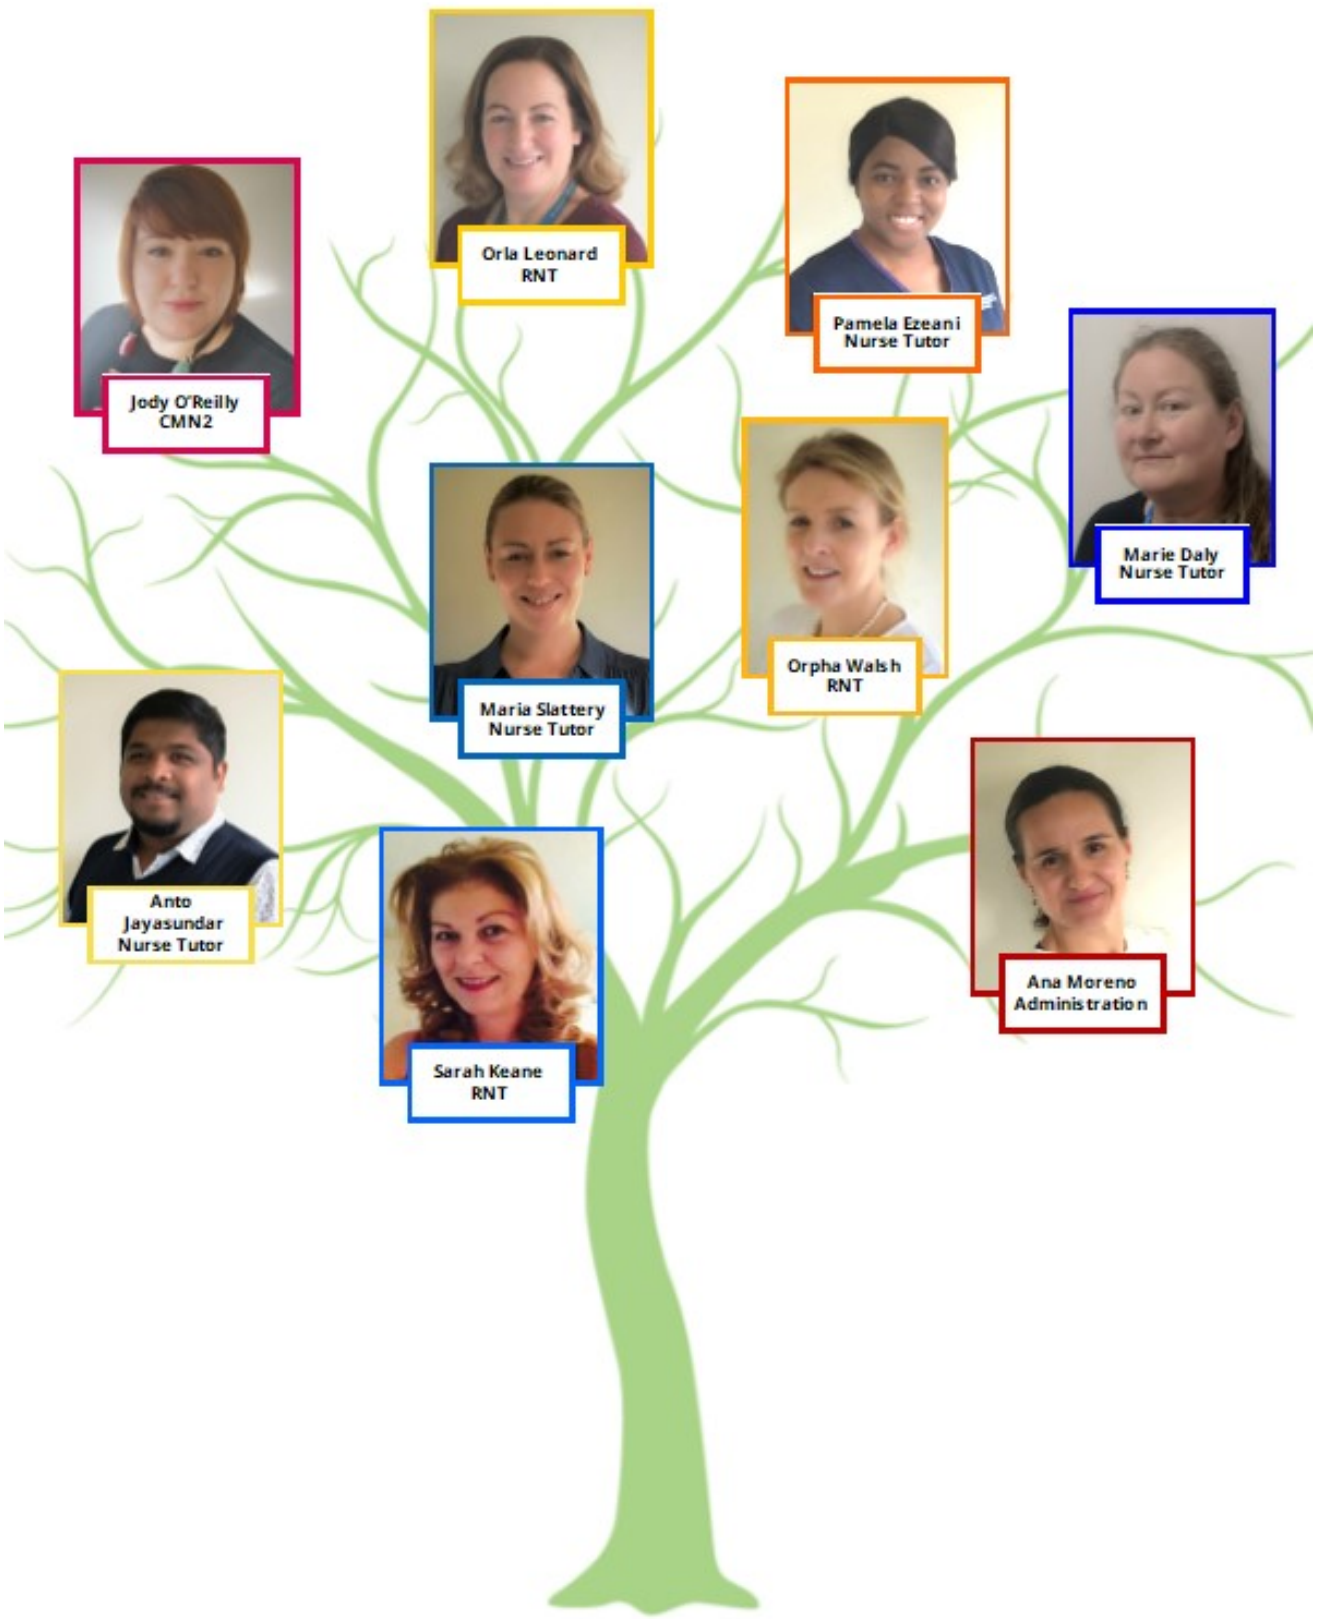 Orla Leonard
RNT
Pamela Ezeani
Nurse Tutor
Jody O'Reilly
CMN2
Marie Daly
Nurse Tutor
Orpha Walsh
RNT
Maria Slattery
Nurse Tutor
Anto
Jayasundar
Nurse Tutor
Ana Moreno
Administration
Sarah Keane
RNT